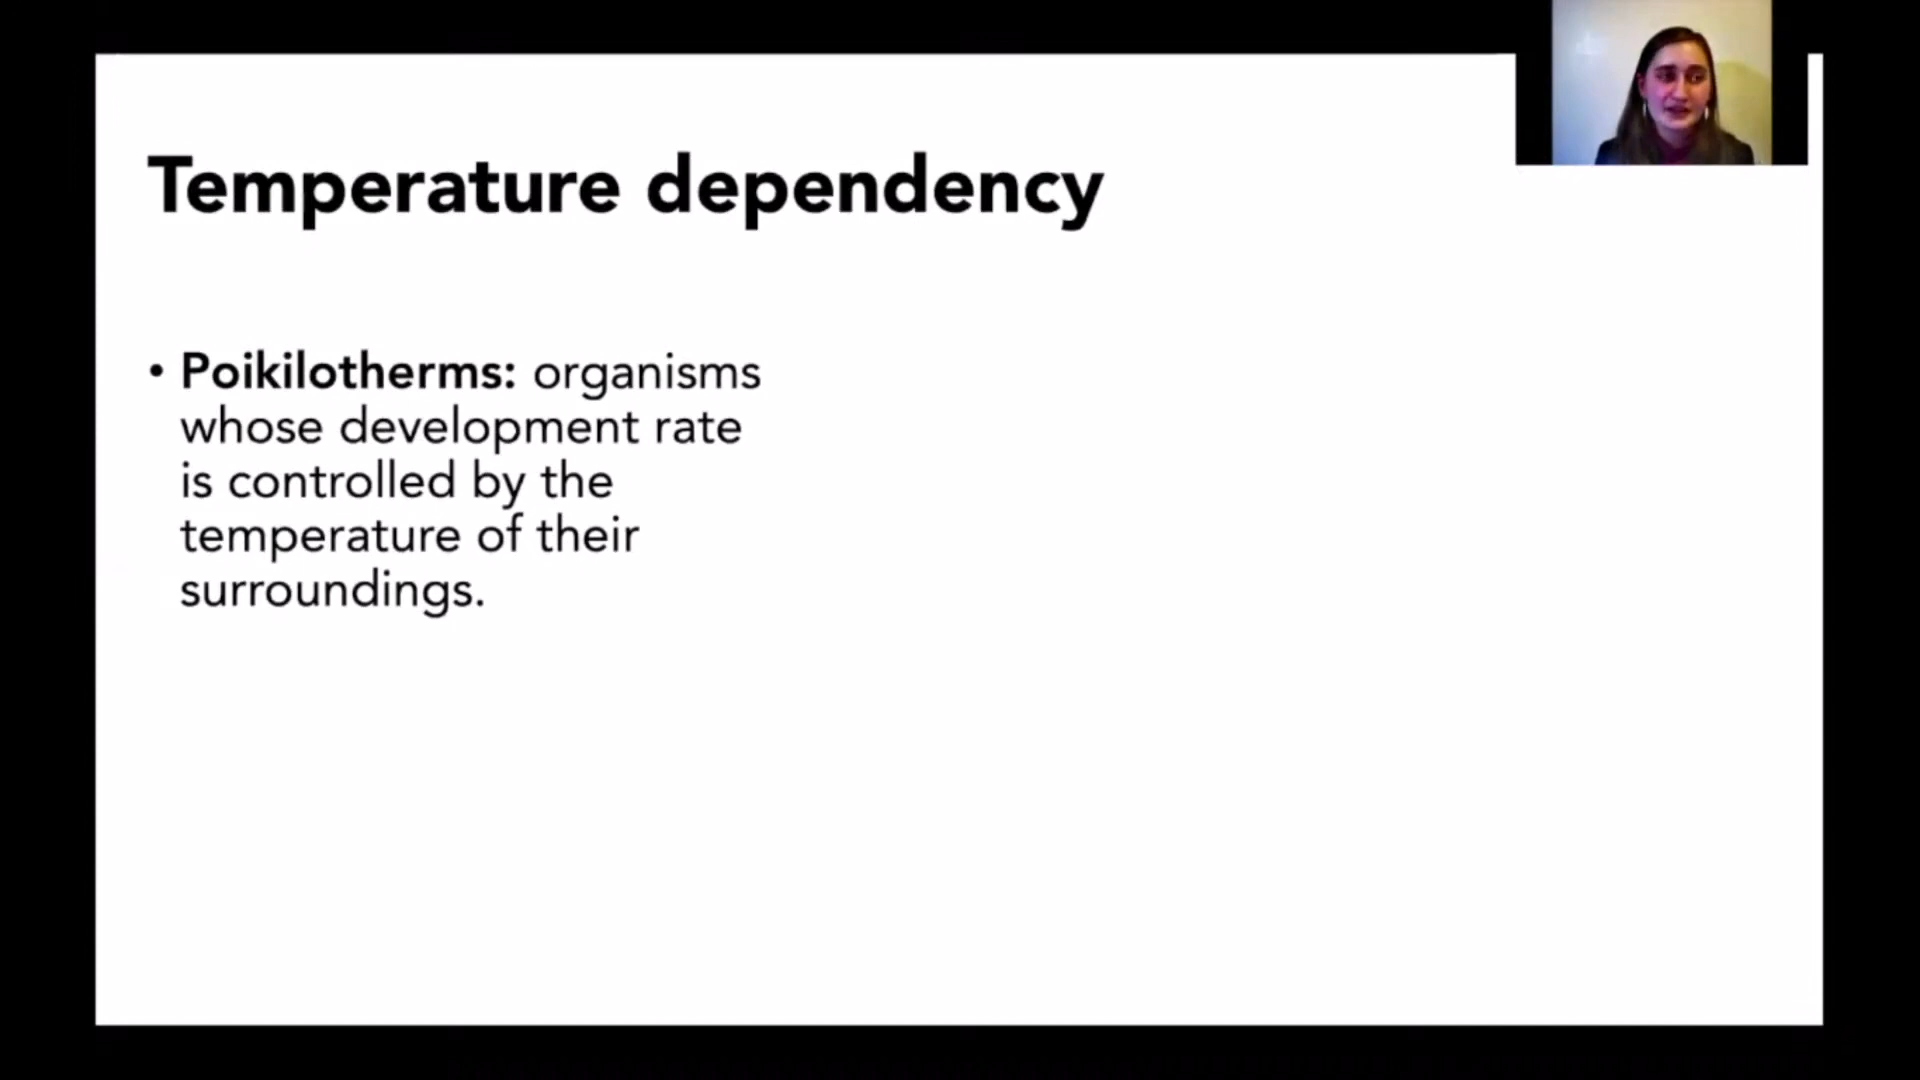 Temperature dependency
• Poikilotherms: organisms
whose development rate
is controlled by the
temperature of their
surroundings.